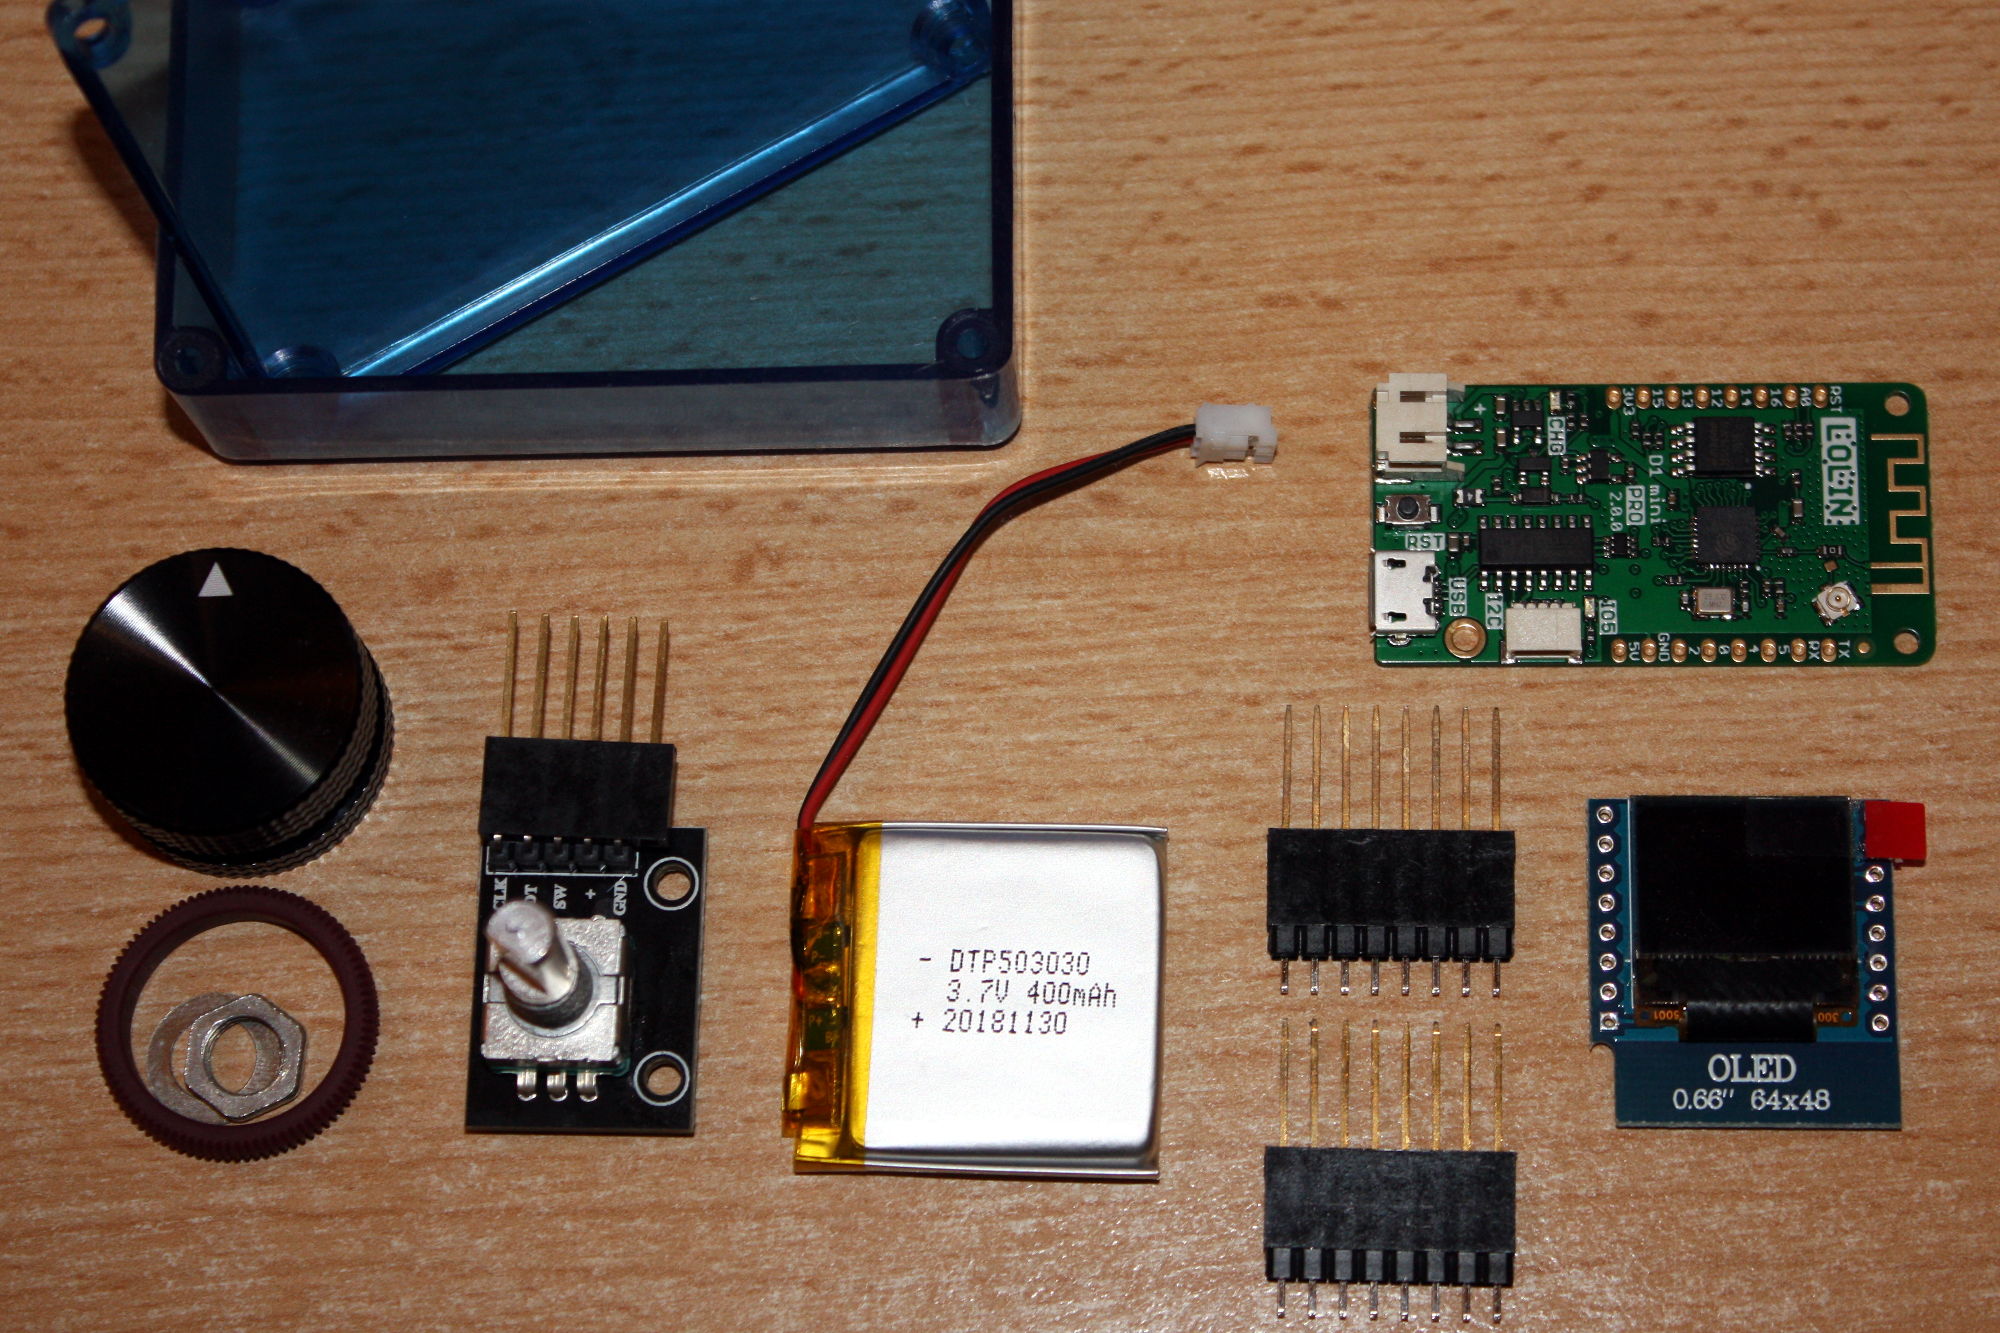 3V3
15
13
12
14
16
A0
RST
+
CHG
LOLIN
D1 mini
PRO
2.0.0
RST
USB
I2C
IO5
5V
GND
2
0
4
5
RX
TX
CLK
DT
SW
+
GND
- DTP503030
3.7V 400mAh
+ 20181130
OLED
0.66" 64x48